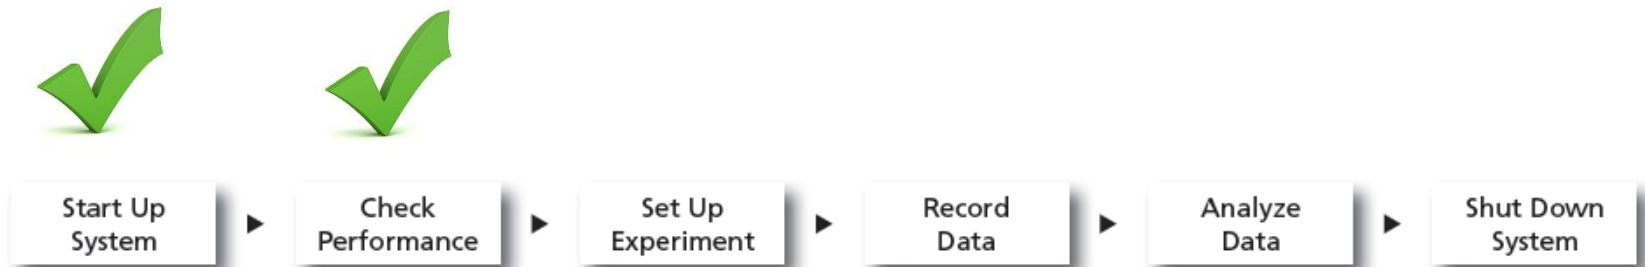 Start Up
System
Check
Performance
Set Up
Experiment
Record
Data
Analyze
Data
Shut Down
System